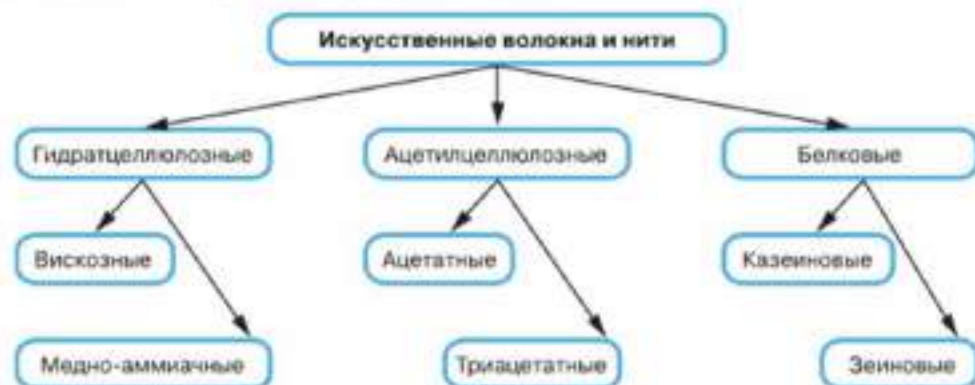 Искусственные волокна и нити
Гидратцеллюлозные
Ацетилцеллюлозные
Белковые
Вискозные
Ацетатные
Казеиновые
Медно-аммиачные
Триацетатные
Зеиновые